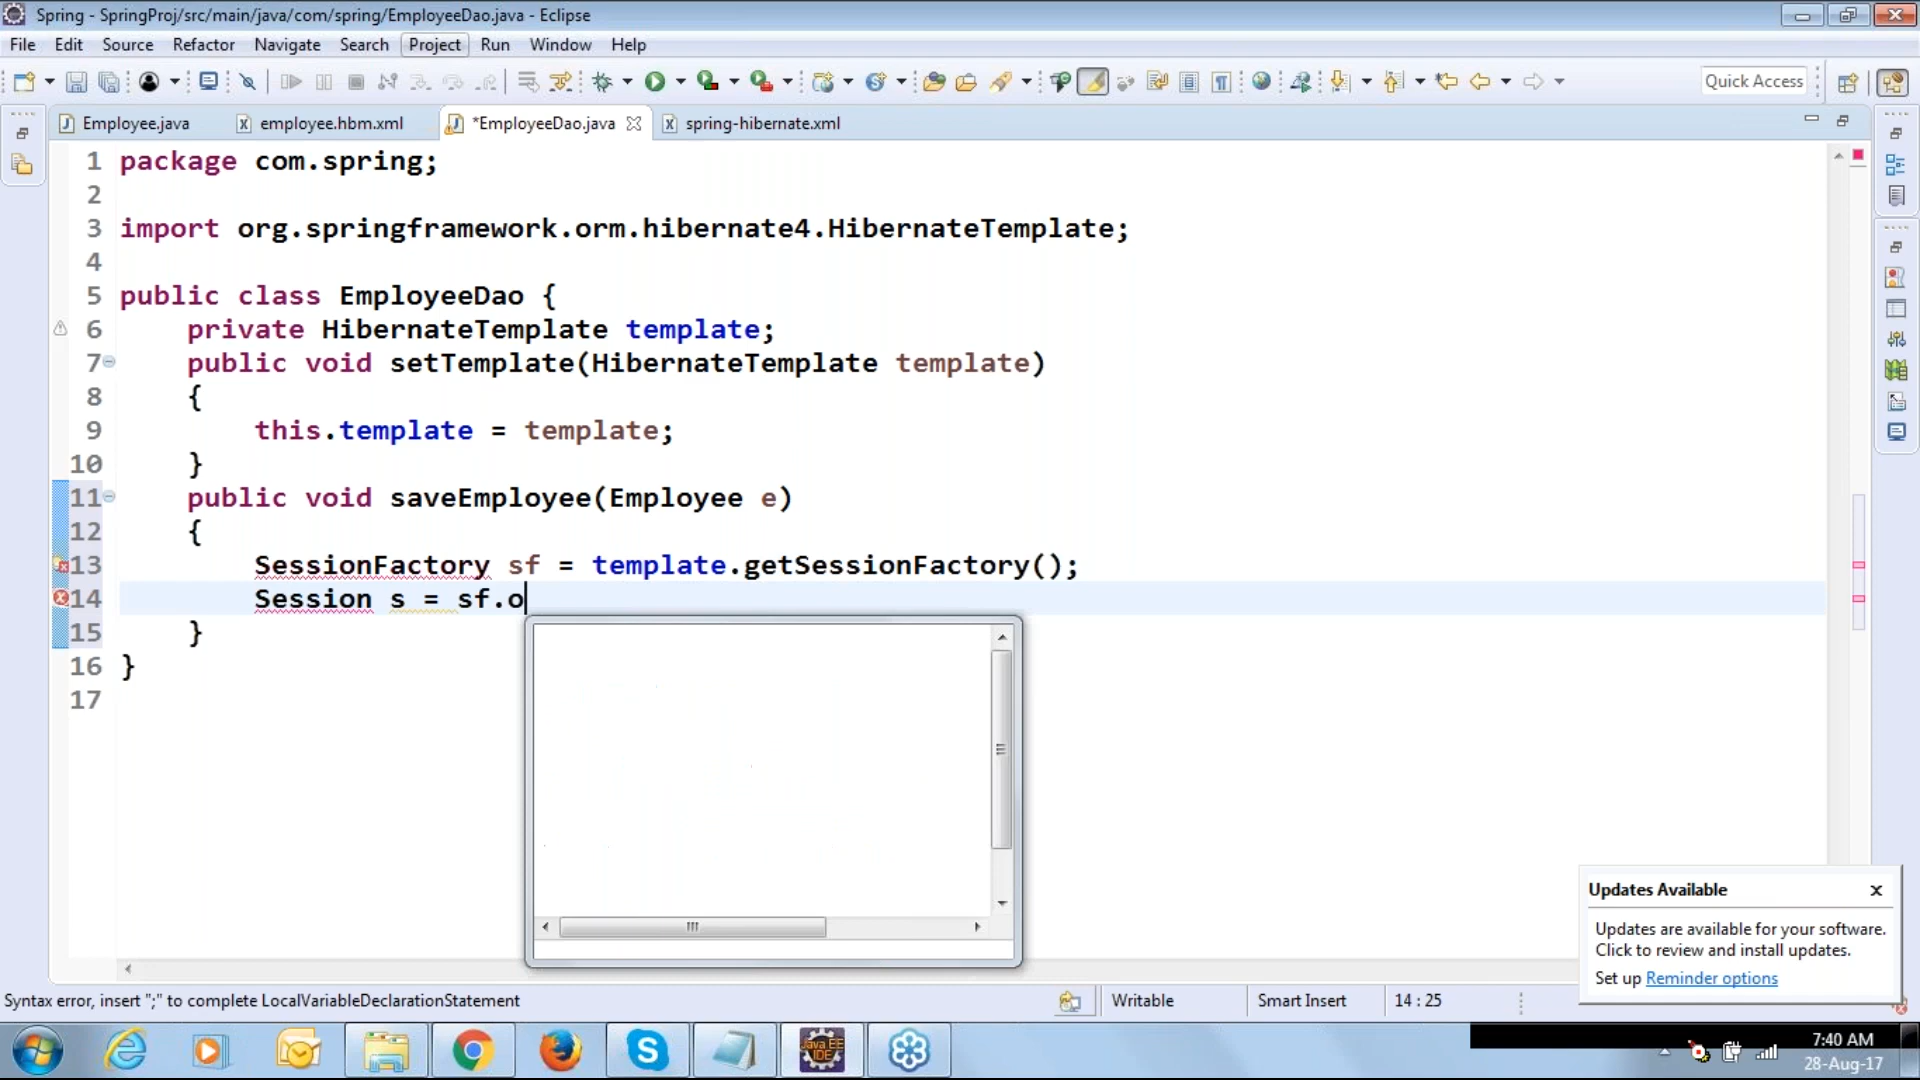 Spring - SpringProj/src/main/java/com/spring/EmployeeDao.java - Eclipse
File Edit Source Refactor Navigate Search Project Run Window Help
Quick Access
Employee.java employee.hbm.xml *EmployeeDao.java spring-hibernate.xml
1 package com.spring;
2
3 import org.springframework.orm.hibernate4.HibernateTemplate;
4
5 public class EmployeeDao {
6 private HibernateTemplate template;
7 public void setTemplate(HibernateTemplate template)
8 {
9 this.template = template;
10 }
11 public void saveEmployee(Employee e)
12 {
13 SessionFactory sf = template.getSessionFactory();
14 Session s = sf.o
15 }
16 }
17
Updates Available
Updates are available for your software.
Click to review and install updates.
Set up Reminder options
Syntax error, insert ";" to complete LocalVariableDeclarationStatement
Writable
Smart Insert
14 : 25
Java EE
IDE
7:40 AM
28-Aug-17